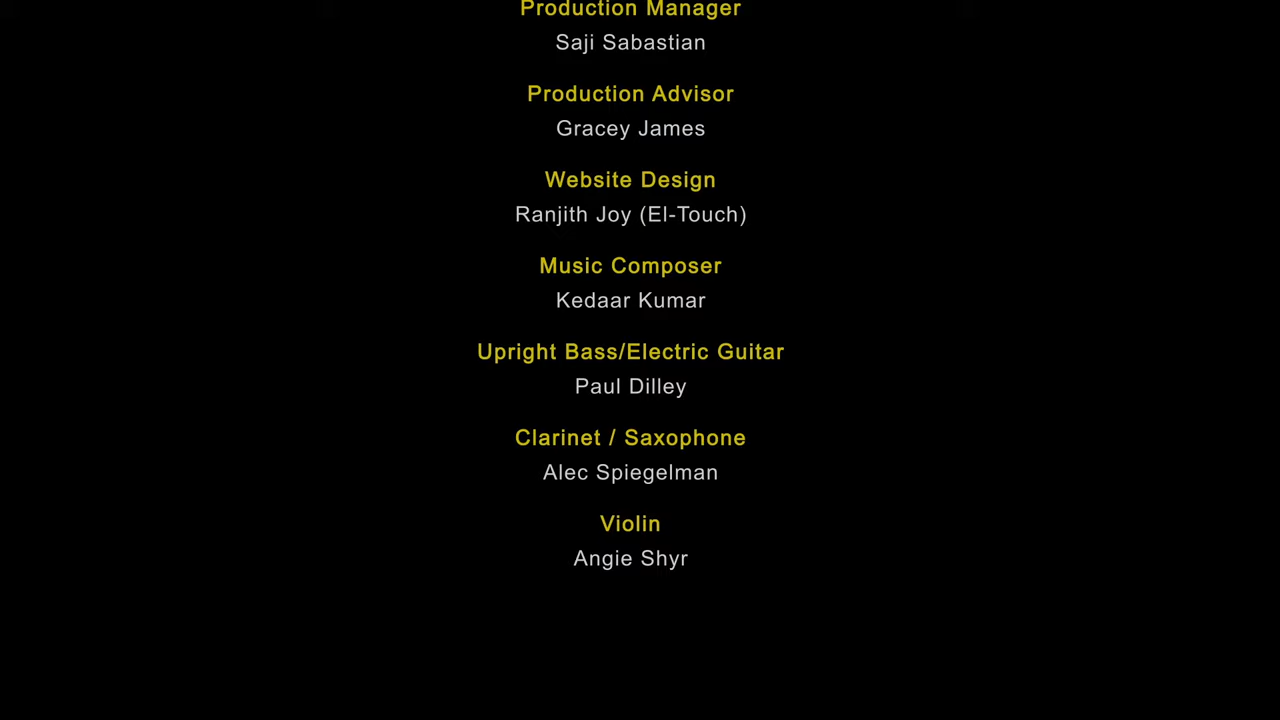 Production Manager
Saji Sabastian
Production Advisor
Gracey James
Website Design
Ranjith Joy (El-Touch)
Music Composer
Kedaar Kumar
Upright Bass/Electric Guitar
Paul Dilley
Clarinet / Saxophone
Alec Spiegelman
Violin
Angie Shyr